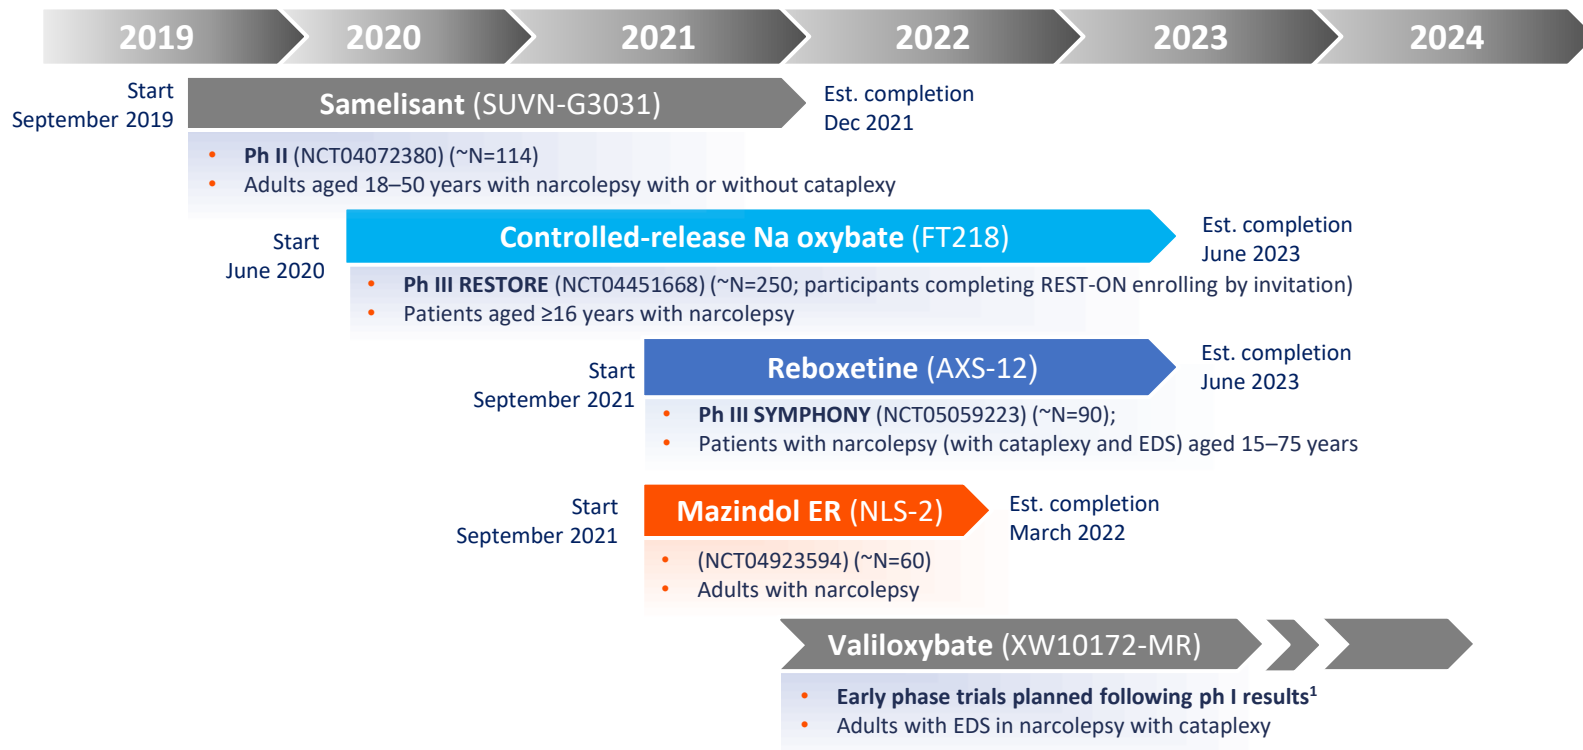 2019 2020 2021 2022 2023 2024
Start
September 2019
Samelisant (SUVN-G3031)
Est. completion
Dec 2021
• Ph II (NCT04072380) (~N=114)
• Adults aged 18–50 years with narcolepsy with or without cataplexy
Start
June 2020
Controlled-release Na oxybate (FT218)
Est. completion
June 2023
• Ph III RESTORE (NCT04451668) (~N=250; participants completing REST-ON enrolling by invitation)
• Patients aged ≥16 years with narcolepsy
Start
September 2021
Reboxetine (AXS-12)
Est. completion
June 2023
• Ph III SYMPHONY (NCT05059223) (~N=90);
• Patients with narcolepsy (with cataplexy and EDS) aged 15–75 years
Start
September 2021
Mazindol ER (NLS-2)
Est. completion
March 2022
• (NCT04923594) (~N=60)
• Adults with narcolepsy
Valiloxybate (XW10172-MR)
• Early phase trials planned following ph I results1
• Adults with EDS in narcolepsy with cataplexy